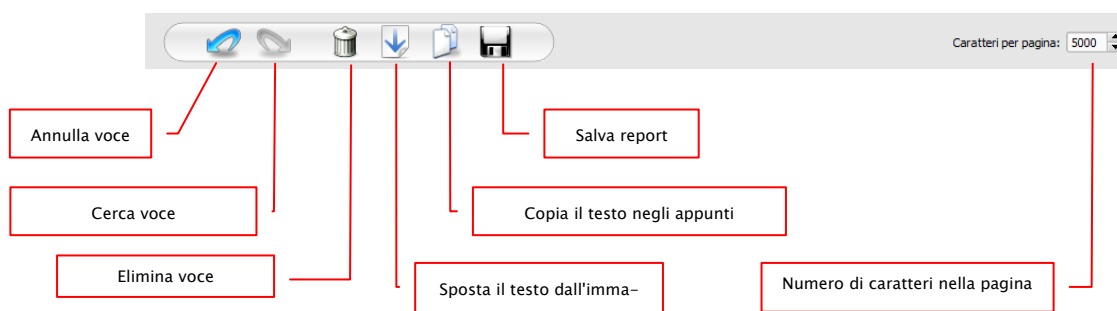 Caratteri per pagina: 5000
Annulla voce
Salva report
Cerca voce
Copia il testo negli appunti
Elimina voce
Sposta il testo dall'imma-
Numero di caratteri nella pagina